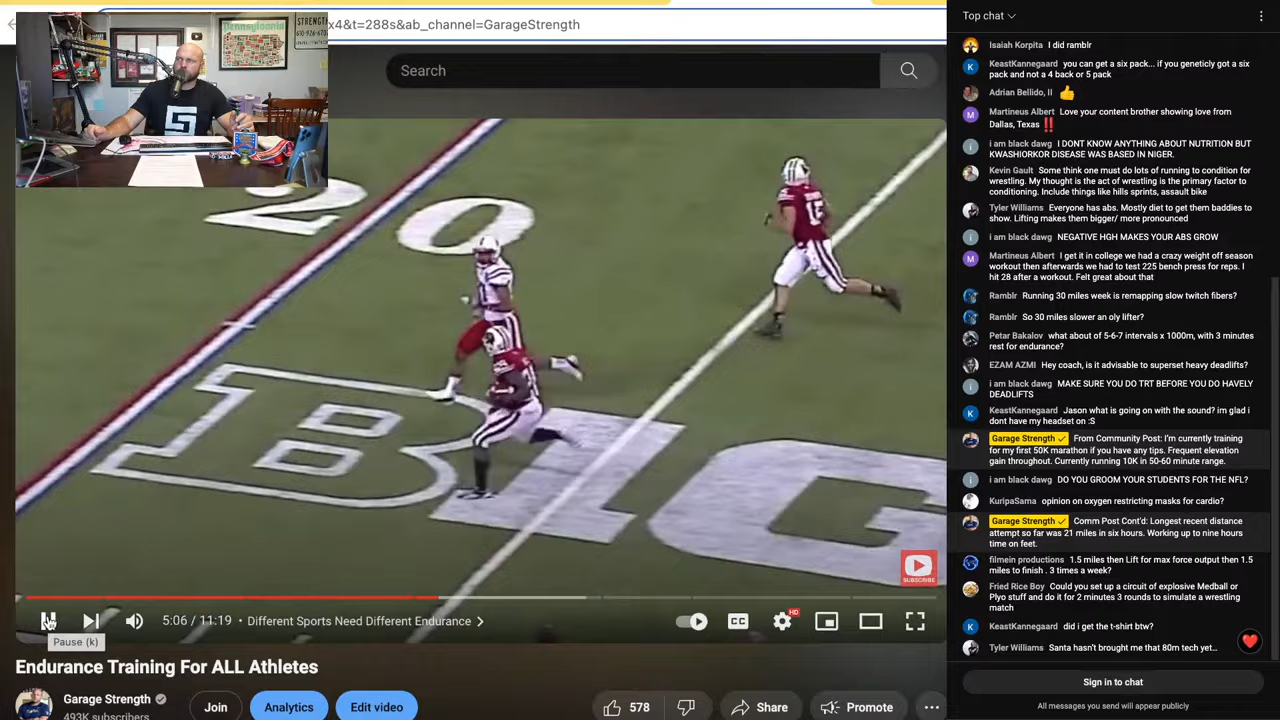 x4&t=288s&ab_channel=GarageStrength
Pennsylvania
STRENGTH
Search
20
B1G
15
SUBSCRIBE
5:06 / 11:19 • Different Sports Need Different Endurance
CC
HD
Pause (k)
Endurance Training For ALL Athletes
Garage Strength
493K subscribers
Join
Analytics
Edit video
578
Share
Promote
Top chat
Isaiah Korpita I did ramblr
KeastKannegaard you can get a six pack... if you geneticly got a
six pack and not a 4 back or 5 pack
Adrian Bellido, II 👍
Martineus Albert Love your content brother showing love from
Dallas, Texas ‼️
i am black dawg I DONT KNOW ANYTHING ABOUT NUTRITION BUT
KWASHIORKOR DISEASE WAS BASED IN NIGER.
Kevin Gault Some think one must do lots of running to condition for
wrestling. My thought is the act of wrestling is the primary factor to
conditioning. Include things like hills sprints, assault bike
Tyler Williams Everyone has abs. Mostly diet to get them baddies to
show. Lifting makes them bigger/ more pronounced
i am black dawg NEGATIVE HGH MAKES YOUR ABS GROW
Martineus Albert I get it in college we had a crazy weight off season
workout then afterwards we had to test 225 bench press for reps. I
hit 28 after a workout. Felt great about that
Ramblr Running 30 miles week is remapping slow twitch fibers?
Ramblr So 30 miles slower an oly lifter?
Petar Bakalov what about of 5-6-7 intervals x 1000m, with 3 minutes
rest for endurance?
EZAM AZMI Hey coach, is it advisable to superset heavy deadlifts?
i am black dawg MAKE SURE YOU DO TRT BEFORE YOU DO HAVELY
DEADLIFTS
KeastKannegaard Jason what is going on with the sound? im glad i
dont have my headset on :S
Garage Strength From Community Post: I'm currently training
for my first 50K marathon if you have any tips. Frequent elevation
gain throughout. Currently running 10K in 50-60 minute range.
i am black dawg DO YOU GROOM YOUR STUDENTS FOR THE NFL?
KuripaSama opinion on oxygen restricting masks for cardio?
Garage Strength Comm Post Cont'd: Longest recent distance
attempt so far was 21 miles in six hours. Working up to nine hours
time on feet.
filmein productions 1.5 miles then Lift for max force output then 1.5
miles to finish . 3 times a week?
Fried Rice Boy Could you set up a circuit of explosive Medball or
Plyo stuff and do it for 2 minutes 3 rounds to simulate a wrestling
match
KeastKannegaard did i get the t-shirt btw?
Tyler Williams Santa hasn't brought me that 80m tech yet…
Sign in to chat
All messages you send will appear publicly